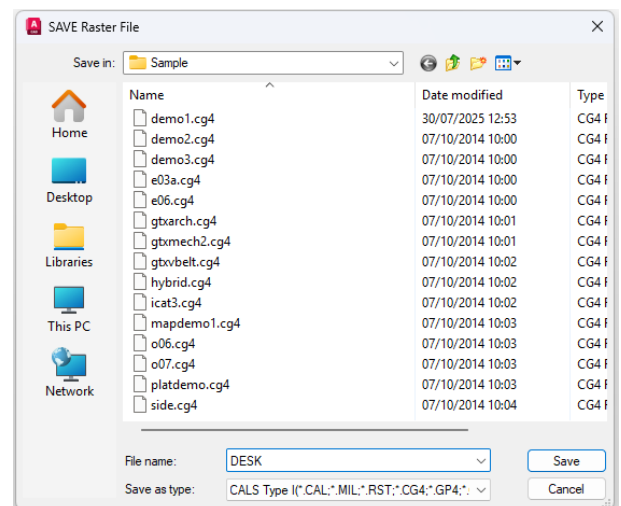 SAVE Raster File
Save in: Sample
Name Date modified Type
demo1.cg4 30/07/2025 12:53 CG4 F
demo2.cg4 07/10/2014 10:00 CG4 F
demo3.cg4 07/10/2014 10:00 CG4 F
e03a.cg4 07/10/2014 10:00 CG4 F
e06.cg4 07/10/2014 10:00 CG4 F
gtxarch.cg4 07/10/2014 10:01 CG4 F
gtxmech2.cg4 07/10/2014 10:01 CG4 F
gtxvbelt.cg4 07/10/2014 10:02 CG4 F
hybrid.cg4 07/10/2014 10:02 CG4 F
icat3.cg4 07/10/2014 10:02 CG4 F
mapdemo1.cg4 07/10/2014 10:03 CG4 F
o06.cg4 07/10/2014 10:03 CG4 F
o07.cg4 07/10/2014 10:03 CG4 F
platdemo.cg4 07/10/2014 10:03 CG4 F
side.cg4 07/10/2014 10:04 CG4 F
Home
Desktop
Libraries
This PC
Network
File name: DESK Save
Save as type: CALS Type I(*.CAL;*.MIL;*.RST;*.CG4;*.GP4;*. Cancel